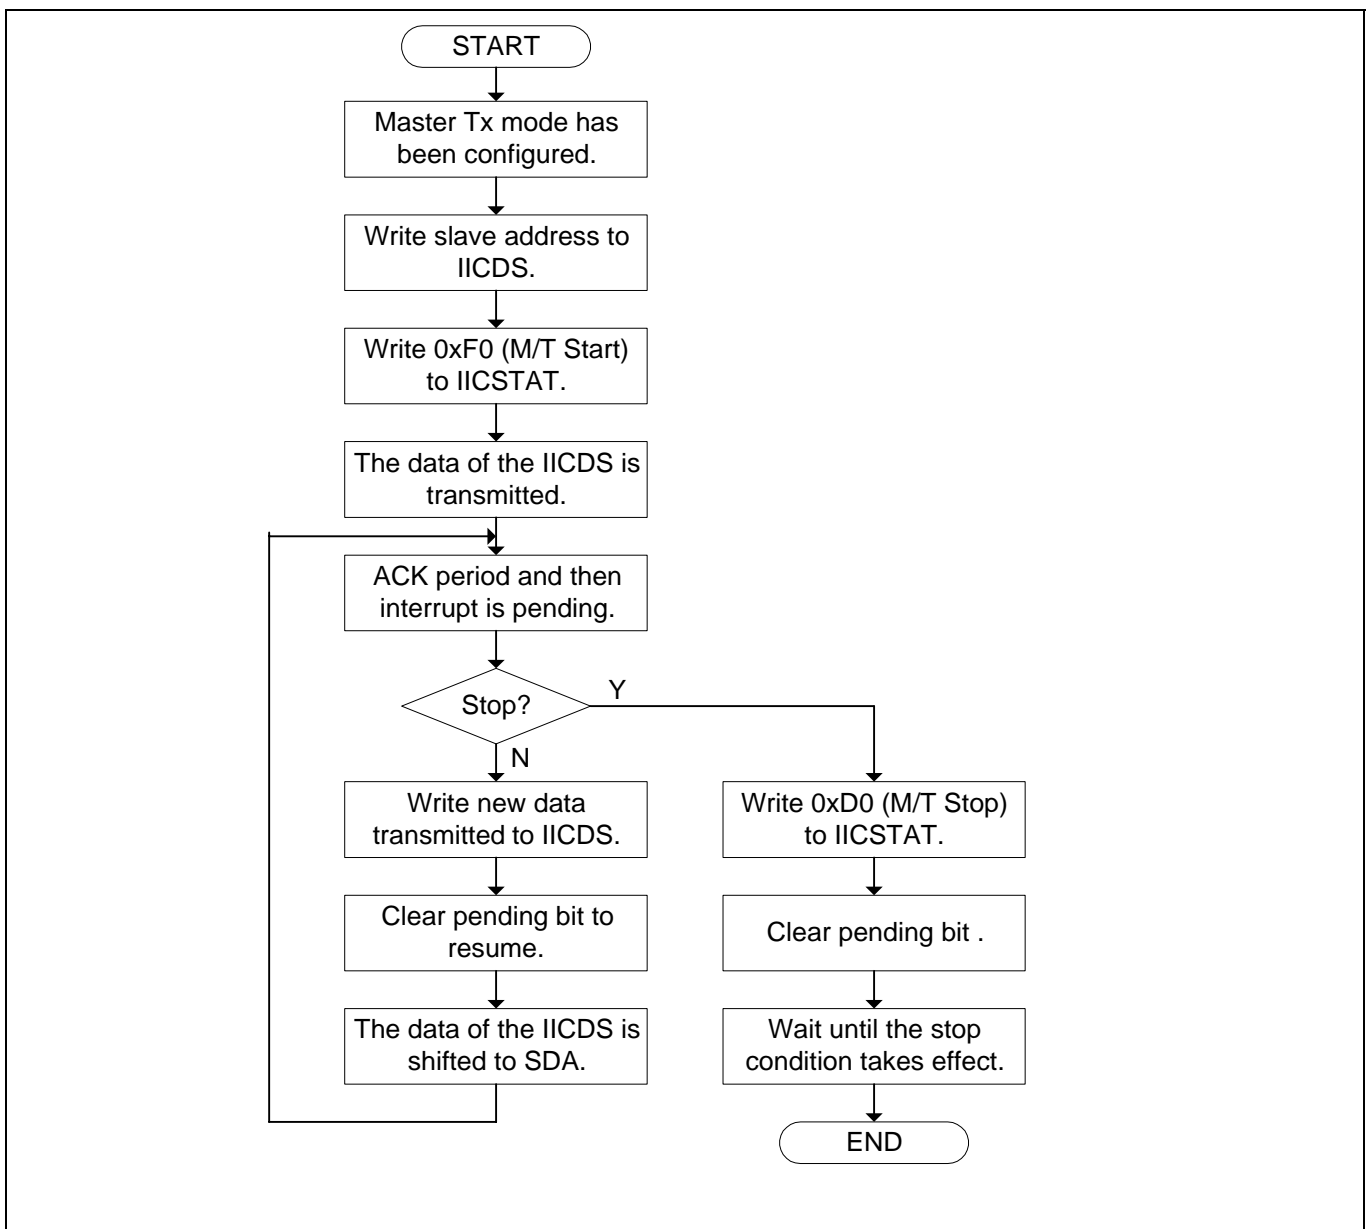 START
Master Tx mode has
been configured.
Write slave address to
IICDS.
Write 0xF0 (M/T Start)
to IICSTAT.
The data of the IICDS is
transmitted.
ACK period and then
interrupt is pending.
Stop?
Y
N
Write new data
transmitted to IICDS.
Clear pending bit to
resume.
The data of the IICDS is
shifted to SDA.
Write 0xD0 (M/T Stop)
to IICSTAT.
Clear pending bit .
Wait until the stop
condition takes effect.
END